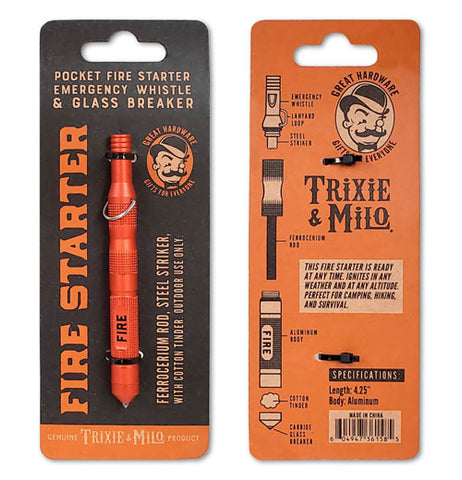 POCKET FIRE STARTER
EMERGENCY WHISTLE
& GLASS BREAKER
FIRE STARTER
GREAT HARDWARE
GIFTS FOR EVERYONE
FIRE
FERROCERIUM ROD, STEEL STRIKER,
WITH COTTON TINDER. OUTDOOR USE ONLY.
GENUINE TRIXIE & MILO PRODUCT
GREAT HARDWARE
GIFTS FOR EVERYONE
EMERGENCY
WHISTLE
LANYARD
LOOP
STEEL
STRIKER
TRIXIE
& MILO
FERROCERIUM
ROD
THIS FIRE STARTER IS READY
AT ANY TIME. IGNITES IN ANY
WEATHER AND AT ANY ALTITUDE.
PERFECT FOR CAMPING, HIKING,
AND SURVIVAL.
FIRE
ALUMINUM
BODY
COTTON
TINDER
CARBIDE
GLASS
BREAKER
SPECIFICATIONS:
Length: 4.25"
Body: Aluminum
MADE IN CHINA
6 04947 36158 5